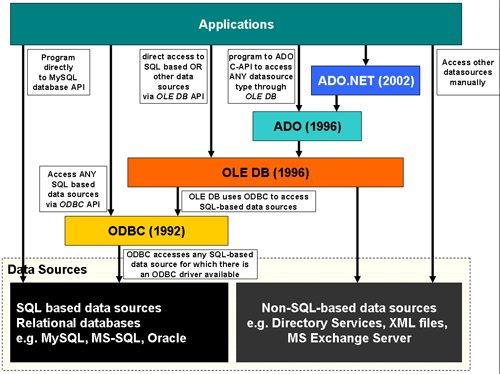 Applications
Program
directly
to MySQL
database API
direct access to
SQL based OR
other data
sources
via OLE DB API
program to ADO
C-API to access
ANY datasource
type through
OLE DB
Access other
datasources
manually
ADO.NET (2002)
ADO (1996)
OLE DB (1996)
Access ANY
SQL based
data sources
via ODBC API
OLE DB uses ODBC to access
SQL-based data sources
ODBC (1992)
ODBC accesses any SQL-based
data source for which there is
an ODBC driver available
Data Sources
SQL based data sources
Relational databases
e.g. MySQL, MS-SQL, Oracle
Non-SQL-based data sources
e.g. Directory Services, XML files,
MS Exchange Server